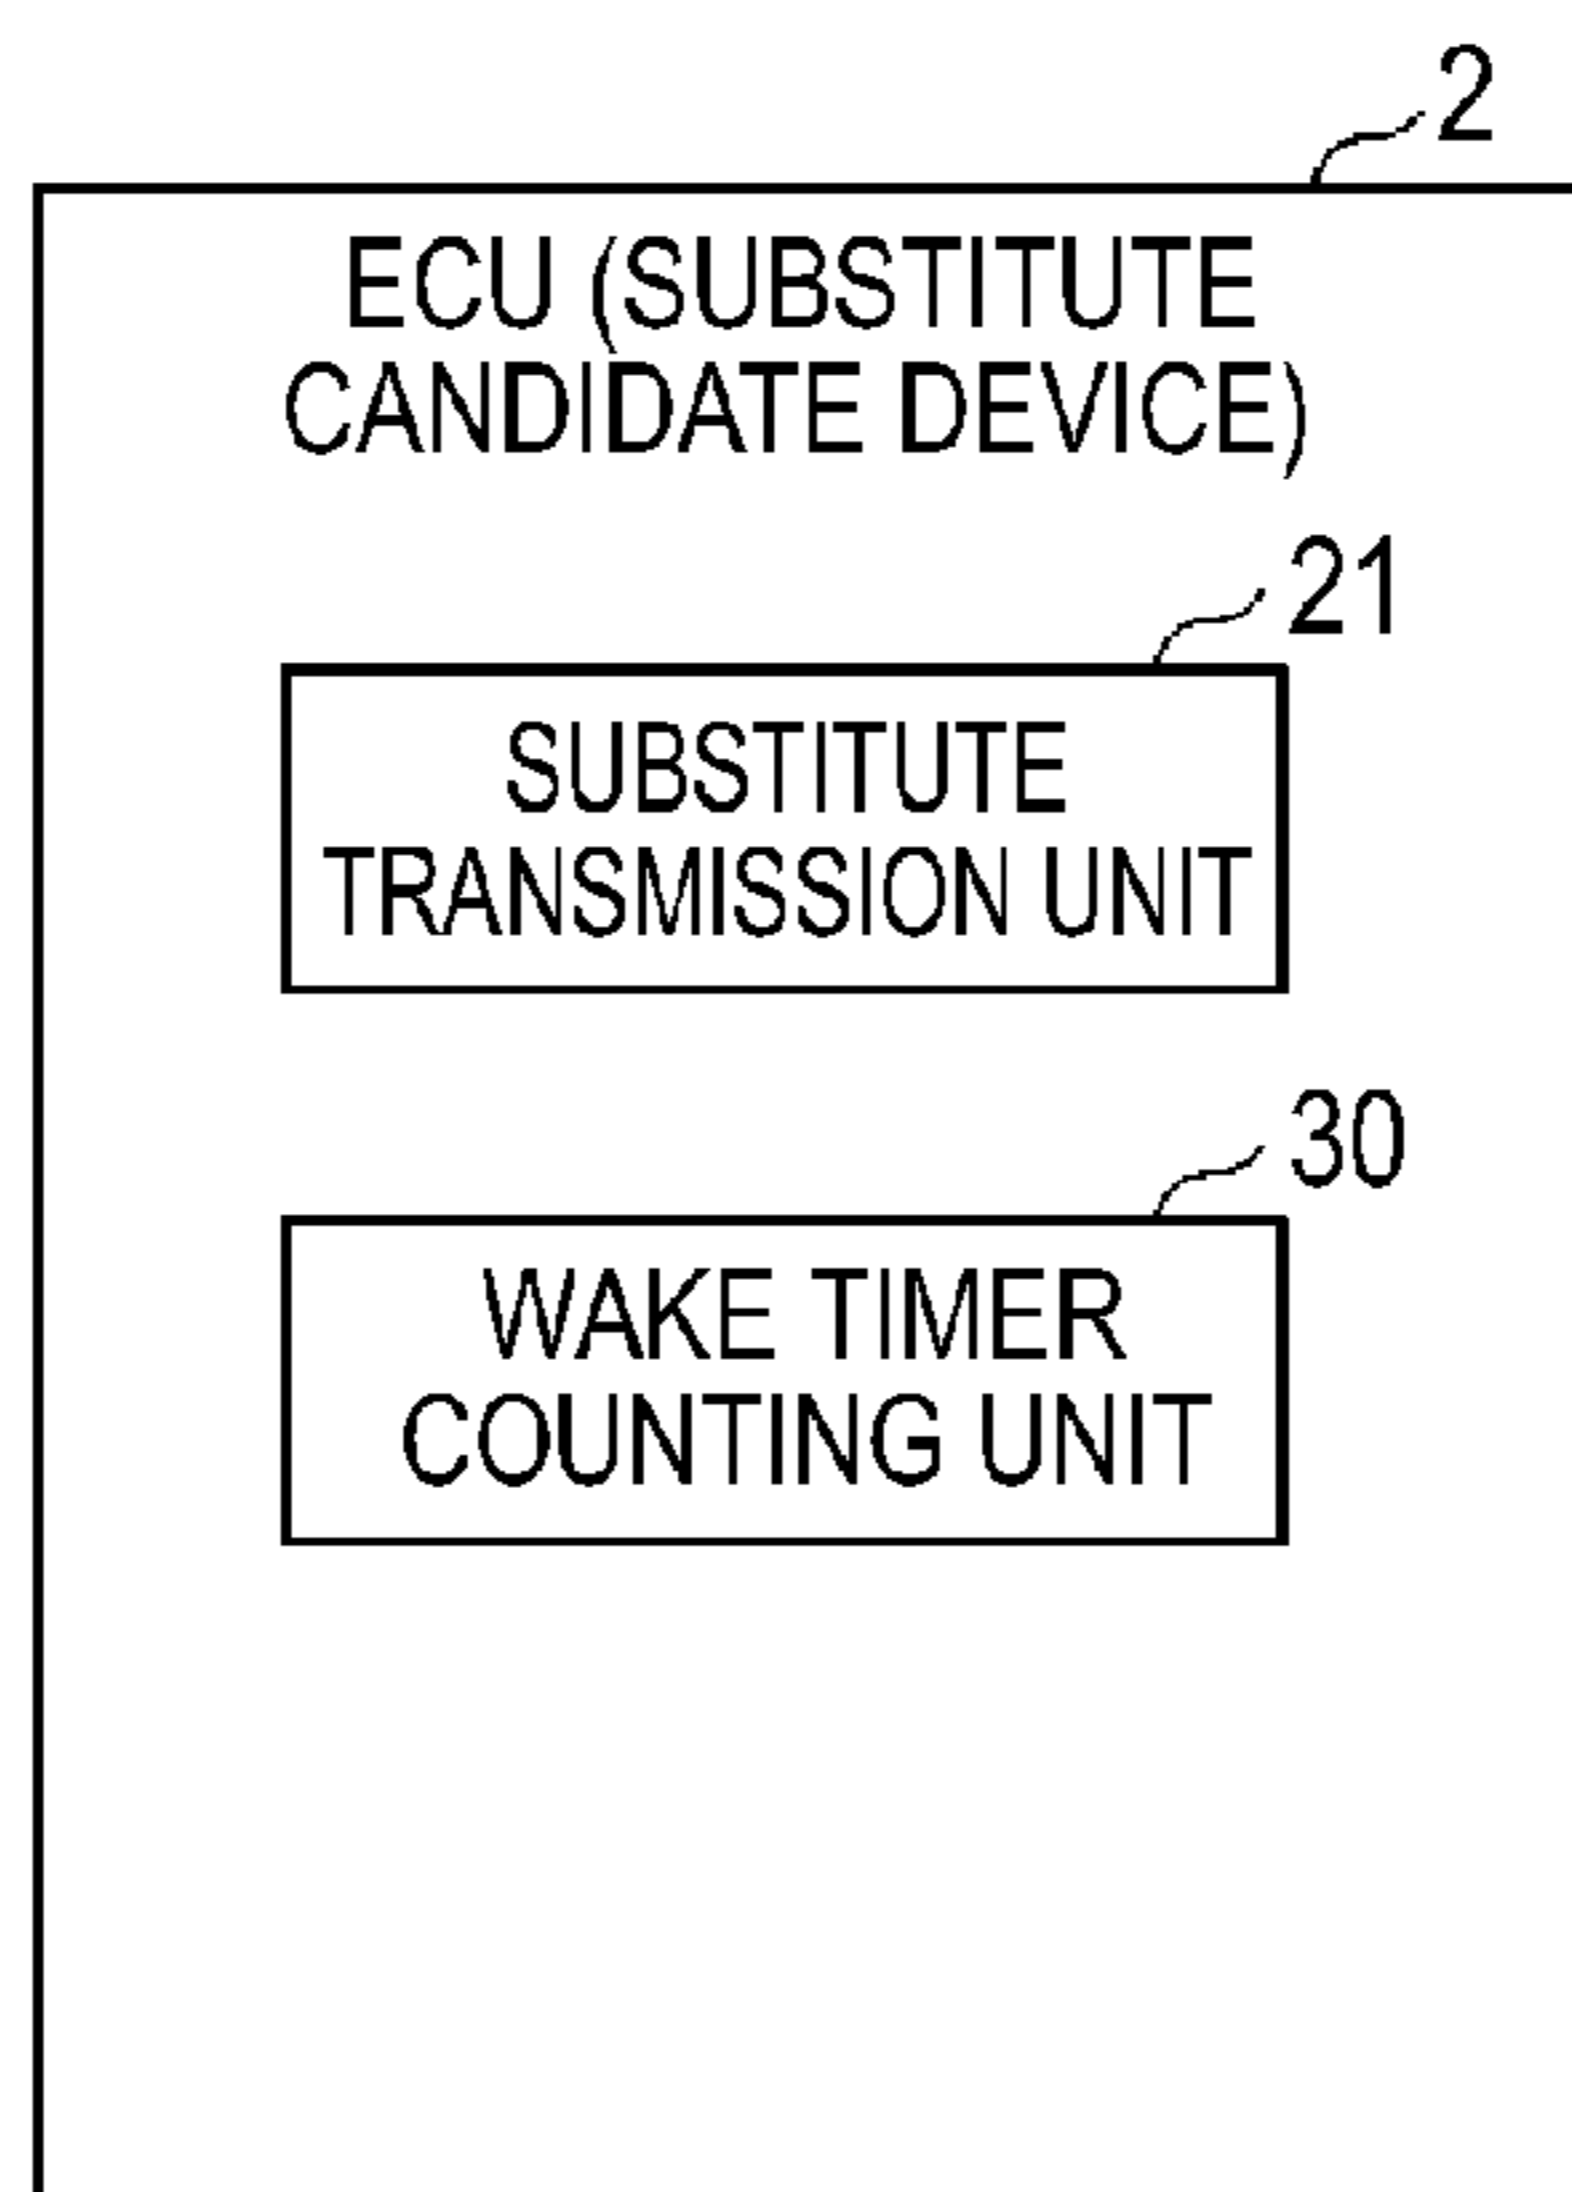 2
ECU (SUBSTITUTE
CANDIDATE DEVICE)
21
SUBSTITUTE
TRANSMISSION UNIT
30
WAKE TIMER
COUNTING UNIT